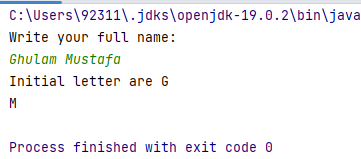 C:\Users\92311\.jdks\openjdk-19.0.2\bin\java
Write your full name:
Ghulam Mustafa
Initial letter are G
M
Process finished with exit code 0